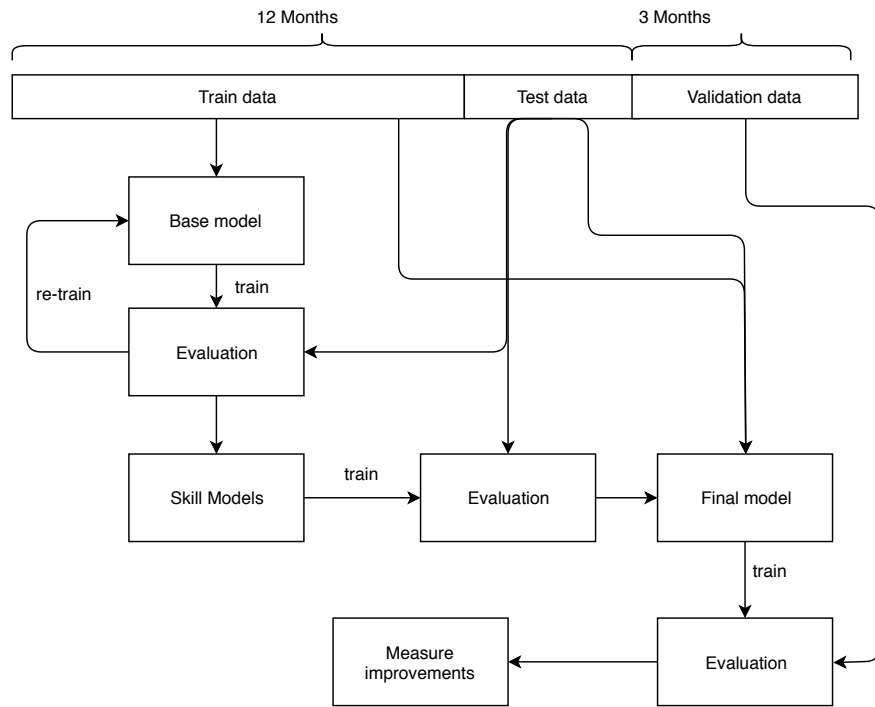 12 Months
3 Months
Train data
Test data
Validation data
Base model
re-train
train
Evaluation
Skill Models
train
Evaluation
Final model
train
Measure
improvements
Evaluation